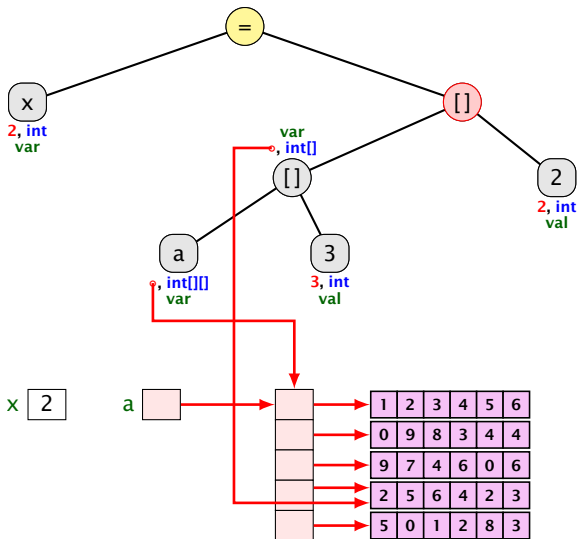 =
x
[]
2, int
var
var
, int[]
[]
2
2, int
val
a
3
, int[][]
var
3, int
val
x 2 a
1 2 3 4 5 6
0 9 8 3 4 4
9 7 4 6 0 6
2 5 6 4 2 3
5 0 1 2 8 3